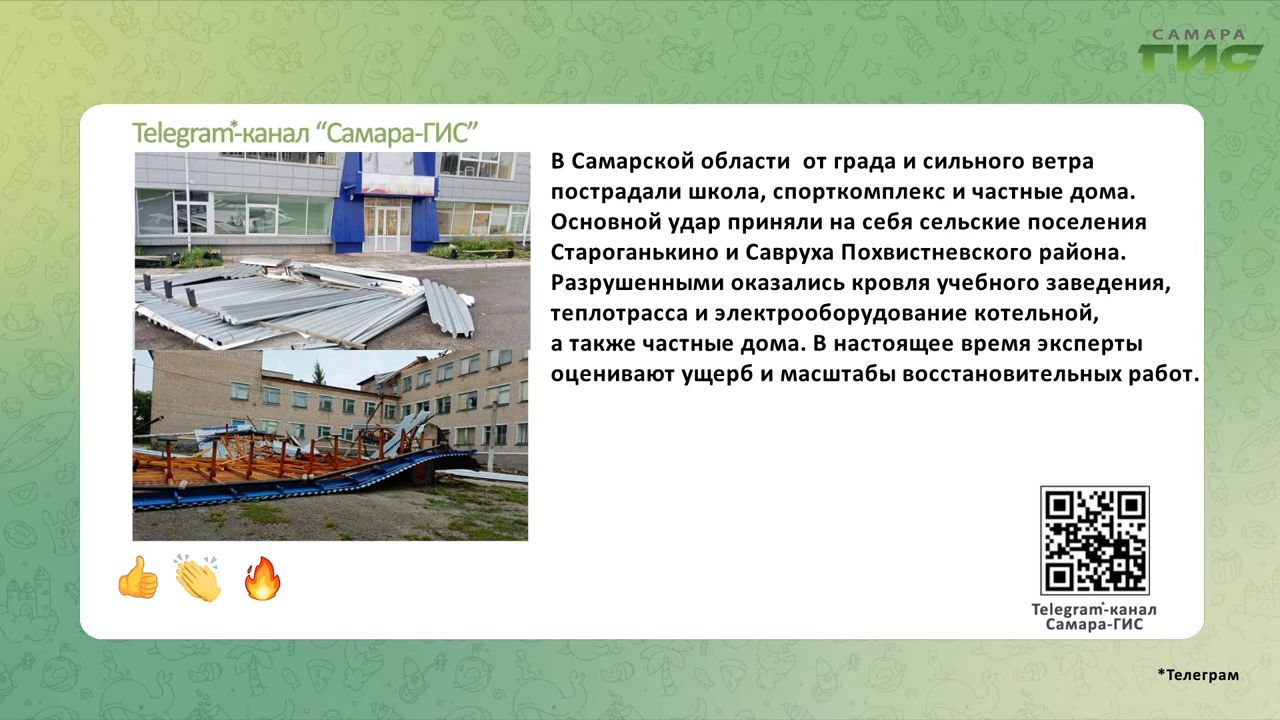 САМАРА
ГИС
Telegram*-канал “Самара-ГИС”
В Самарской области от града и сильного ветра
пострадали школа, спорткомплекс и частные дома.
Основной удар приняли на себя сельские поселения
Староганькино и Савруха Похвистневского района.
Разрушенными оказались кровля учебного заведения,
теплотрасса и электрооборудование котельной,
а также частные дома. В настоящее время эксперты
оценивают ущерб и масштабы восстановительных работ.
Telegram*-канал
Самара-ГИС
*Телеграм